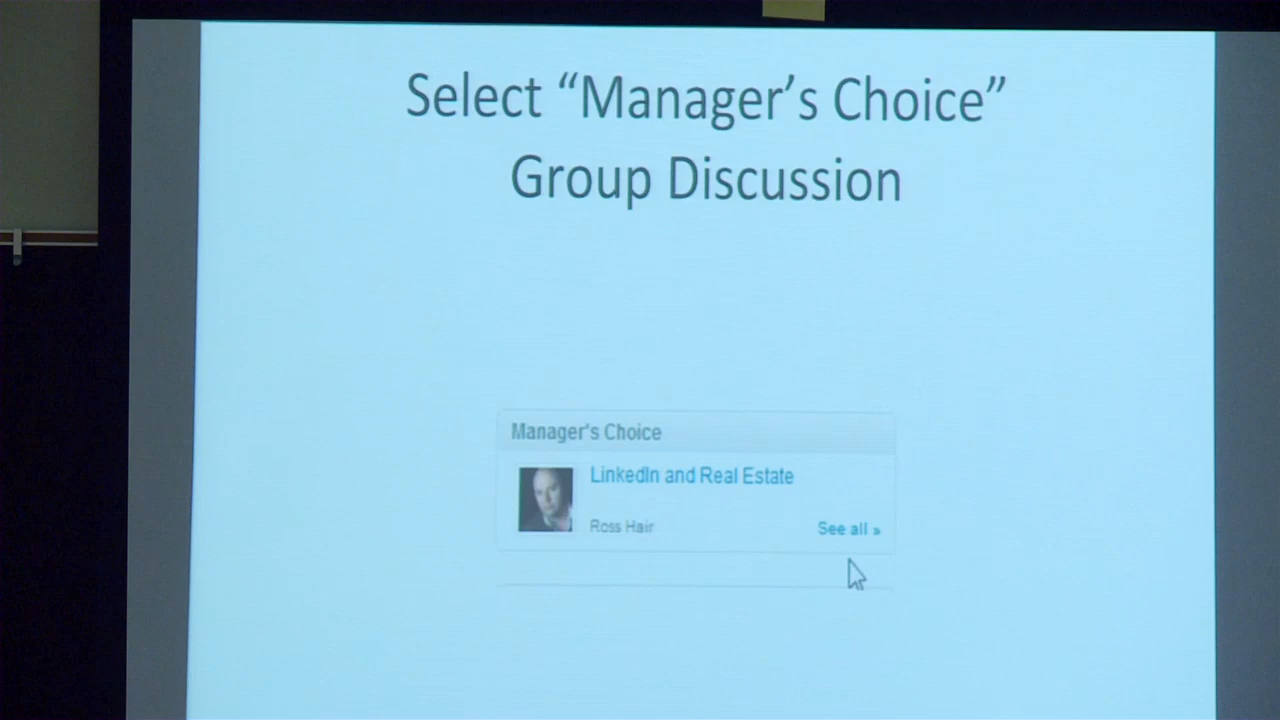 Select “Manager’s Choice”
Group Discussion
Manager's Choice
LinkedIn and Real Estate
Ross Hair
See all »